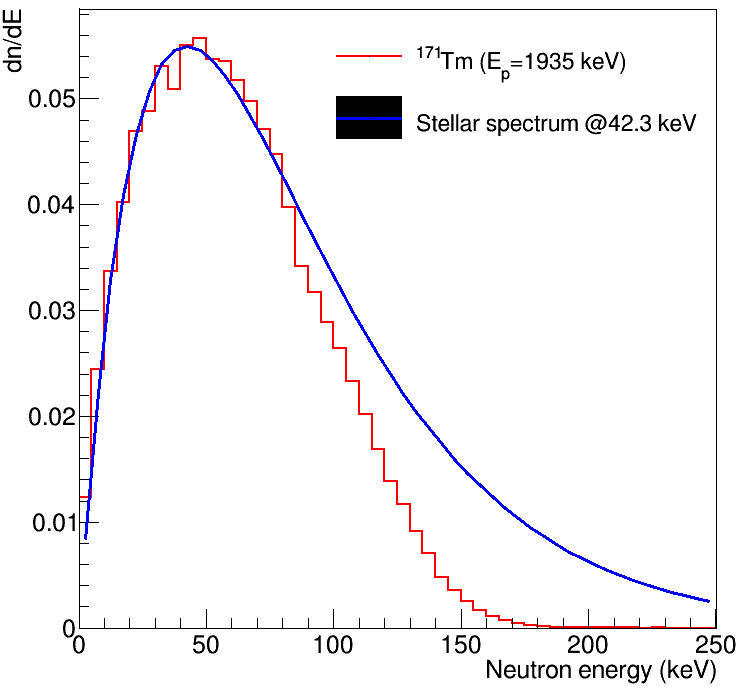 dn/dE
171Tm (Ep=1935 keV)
Stellar spectrum @42.3 keV
0.05
0.04
0.03
0.02
0.01
0
0 50 100 150 200 250
Neutron energy (keV)